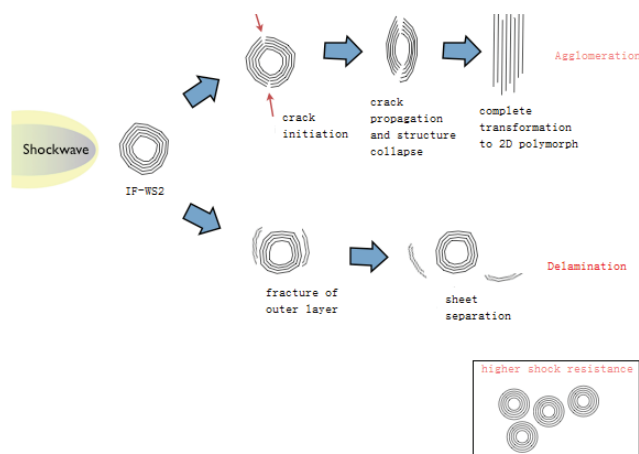 Agglomeration
crack
initiation
crack
propagation
and structure
collapse
complete
transformation
to 2D polymorph
Shockwave
IF-WS2
fracture of
outer layer
sheet
separation
Delamination
higher shock resistance